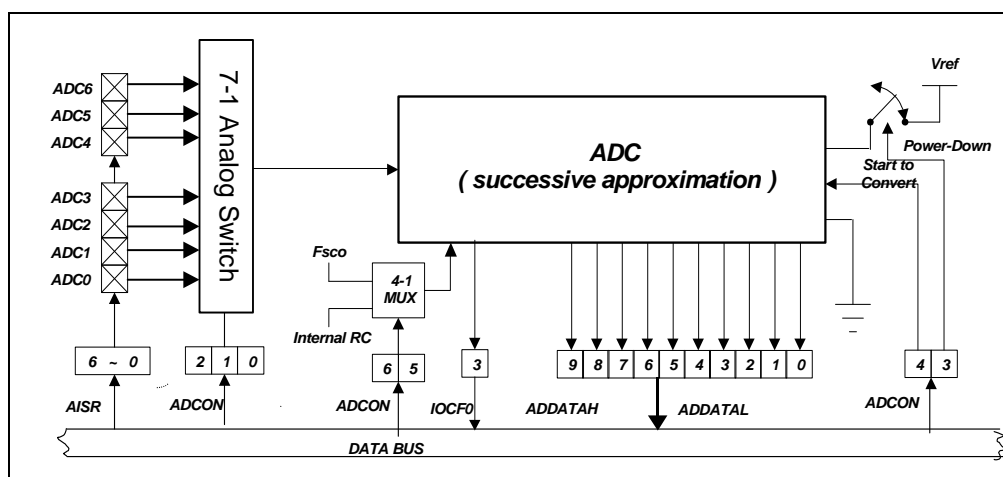 ADC6
ADC5
ADC4
ADC3
ADC2
ADC1
ADC0
7-1 Analog Switch
ADC
( successive approximation )
Vref
Power-Down
Start to
Convert
Fsco
4-1
MUX
Internal RC
6 ~ 0
2 1 0
6 5
3
9 8 7 6 5 4 3 2 1 0
4 3
AISR
ADCON
ADCON
IOCF0
ADDATAH
ADDATAL
ADCON
DATA BUS